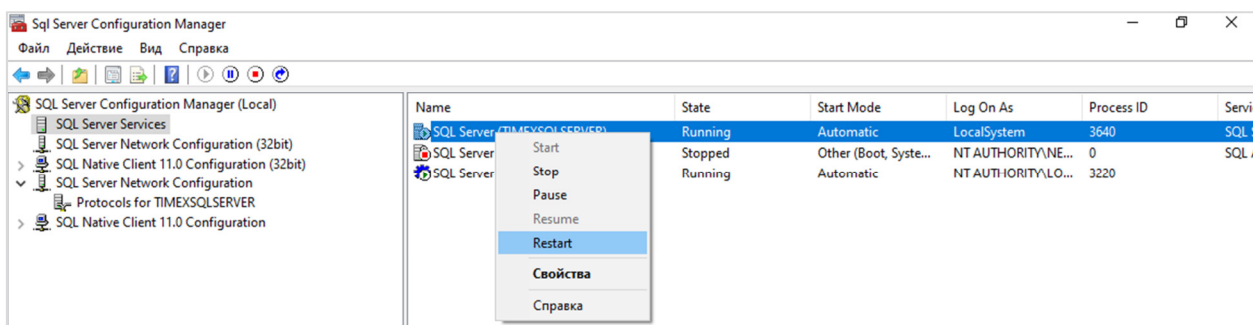 Sql Server Configuration Manager
Файл Действие Вид Справка
SQL Server Configuration Manager (Local)
SQL Server Services
SQL Server Network Configuration (32bit)
SQL Native Client 11.0 Configuration (32bit)
SQL Server Network Configuration
Protocols for TIMEXSQLSERVER
SQL Native Client 11.0 Configuration
Name State Start Mode Log On As Process ID Servi
SQL Server (TIMEXSQLSERVER) Running Automatic LocalSystem 3640 SQL
SQL Server Stopped Other (Boot, Syste... NT AUTHORITY\NE... 0 SQL
SQL Server Running Automatic NT AUTHORITY\LO... 3220
Start
Stop
Pause
Resume
Restart
Свойства
Справка